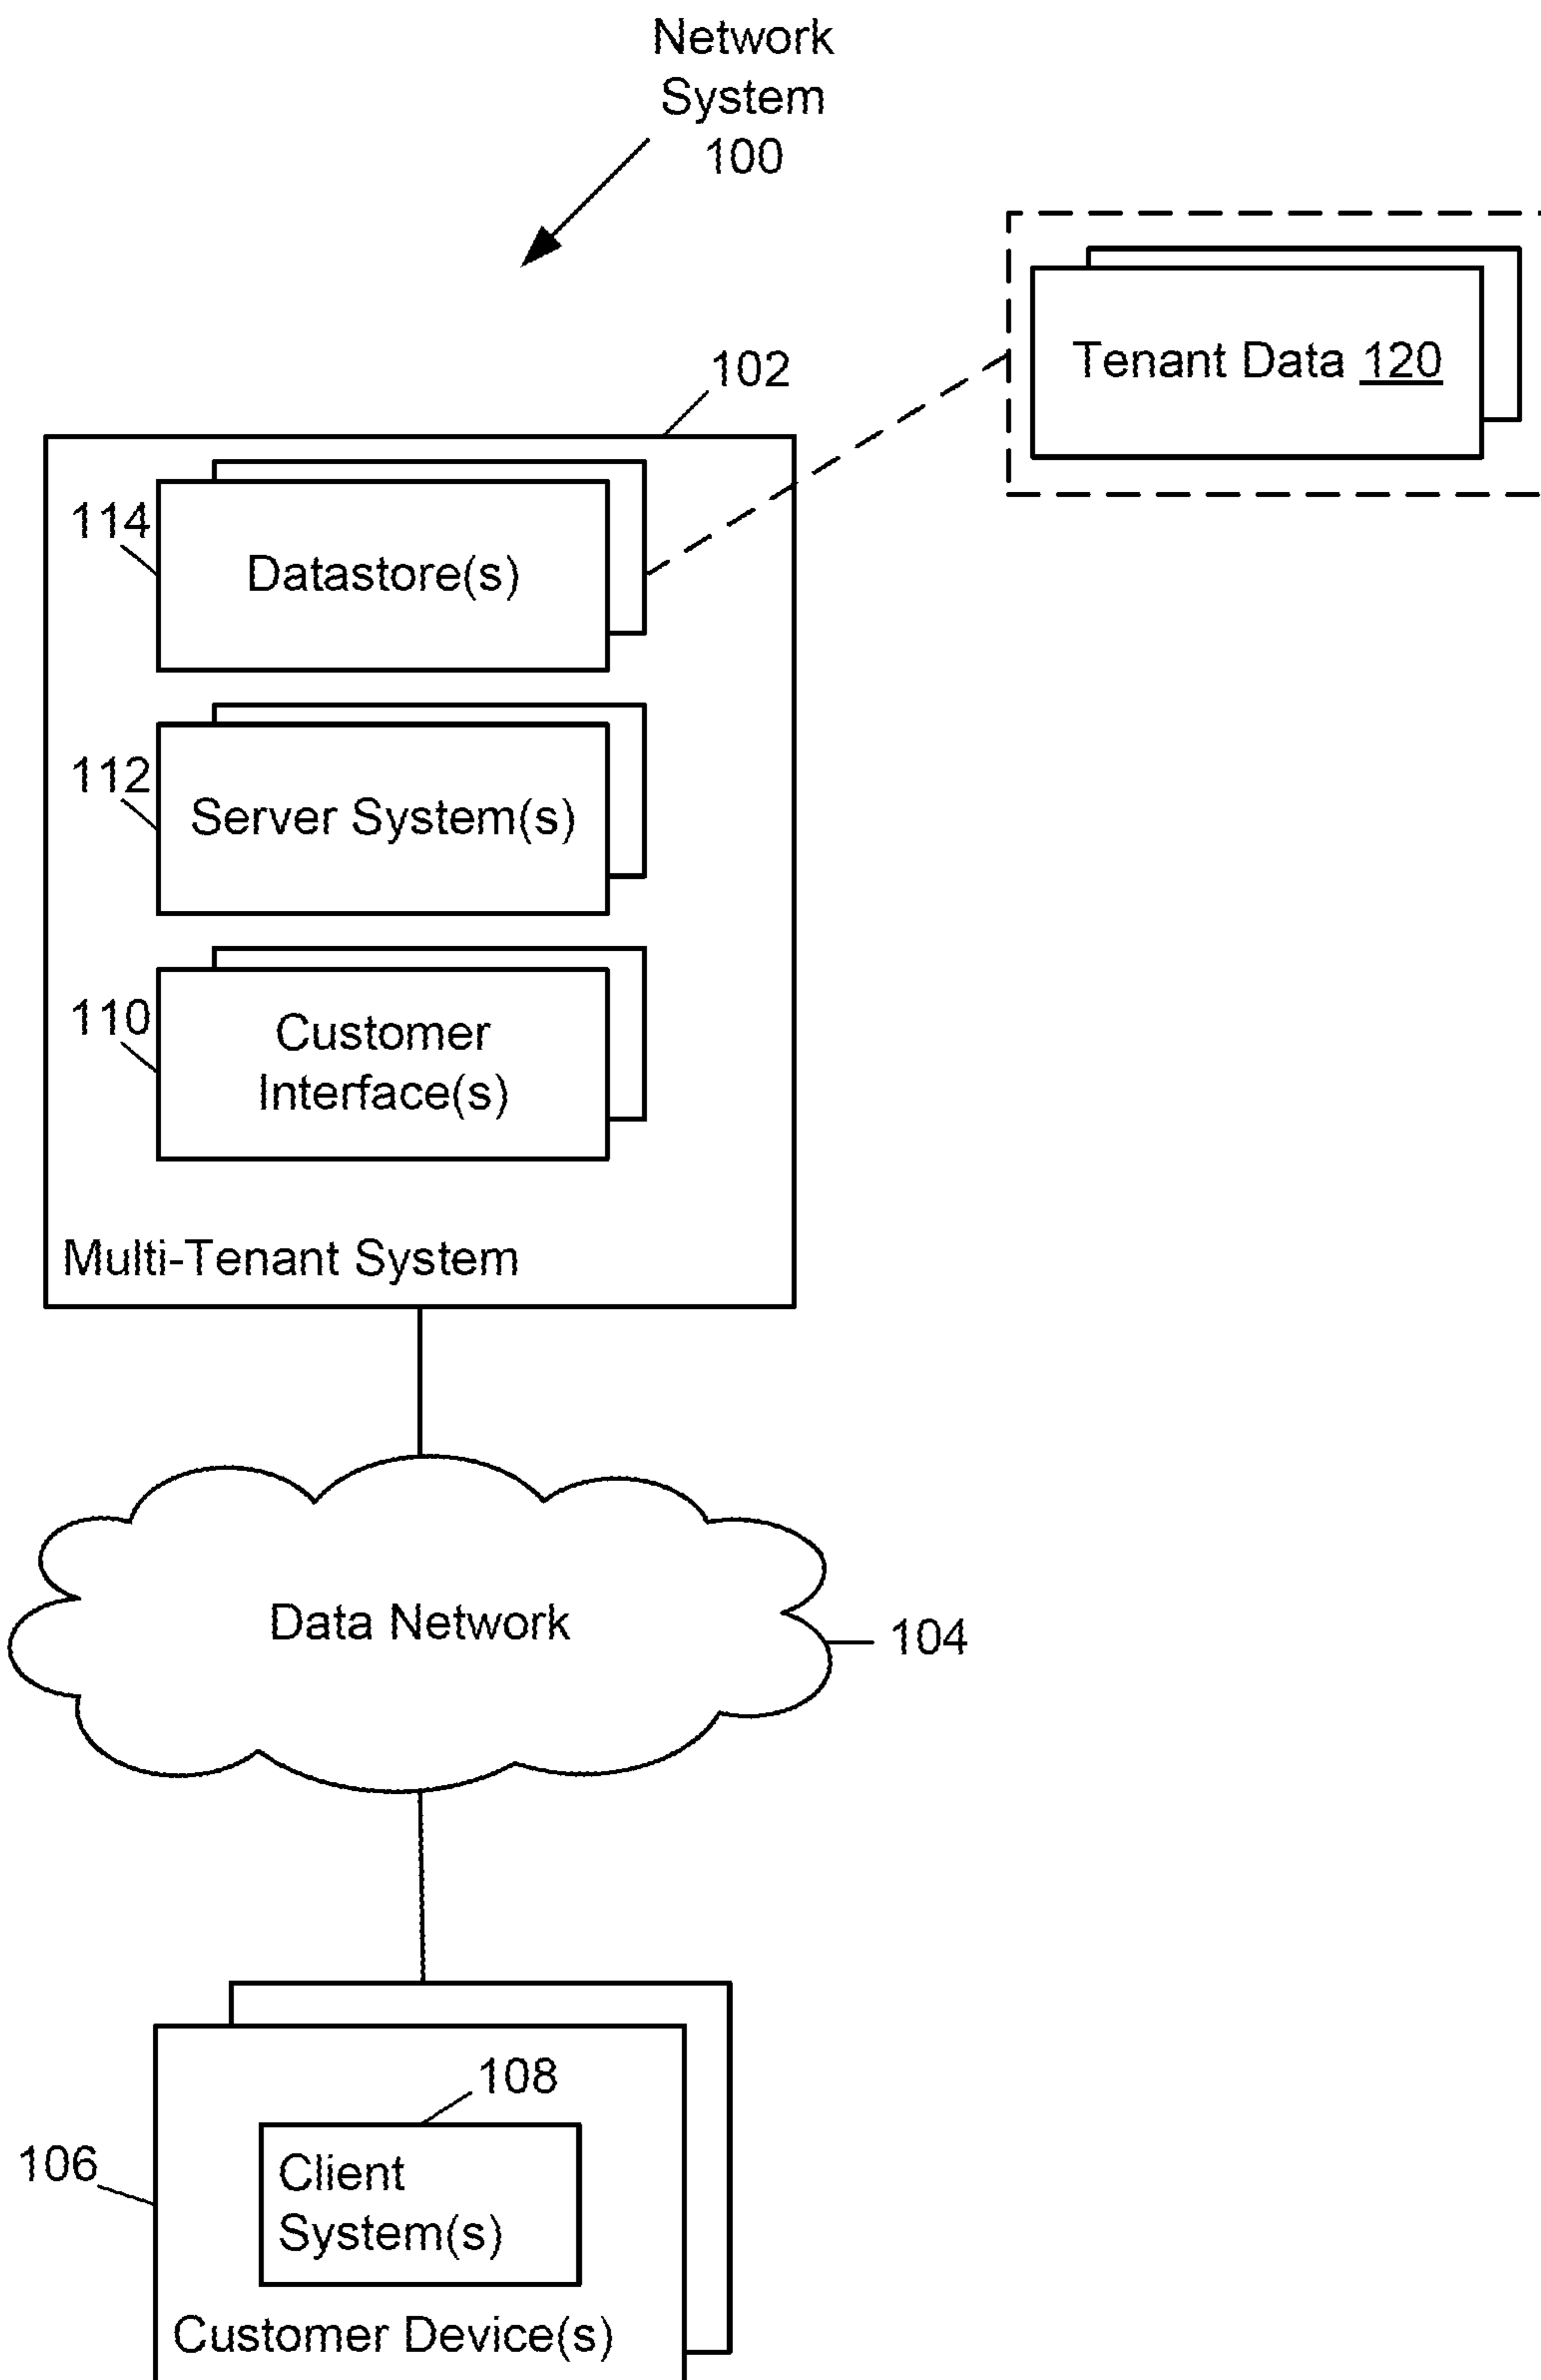 Network
System
100
Tenant Data 120
102
114
Datastore(s)
112
Server System(s)
110
Customer
Interface(s)
Multi-Tenant System
Data Network
104
108
106
Client
System(s)
Customer Device(s)